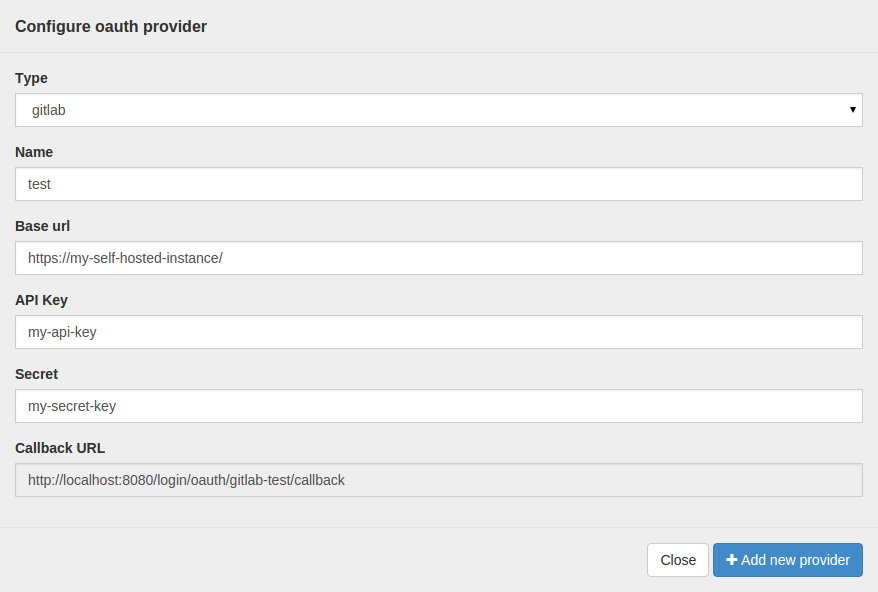 Configure oauth provider
Type
gitlab
Name
test
Base url
https://my-self-hosted-instance/
API Key
my-api-key
Secret
my-secret-key
Callback URL
http://localhost:8080/login/oauth/gitlab-test/callback
Close
Add new provider